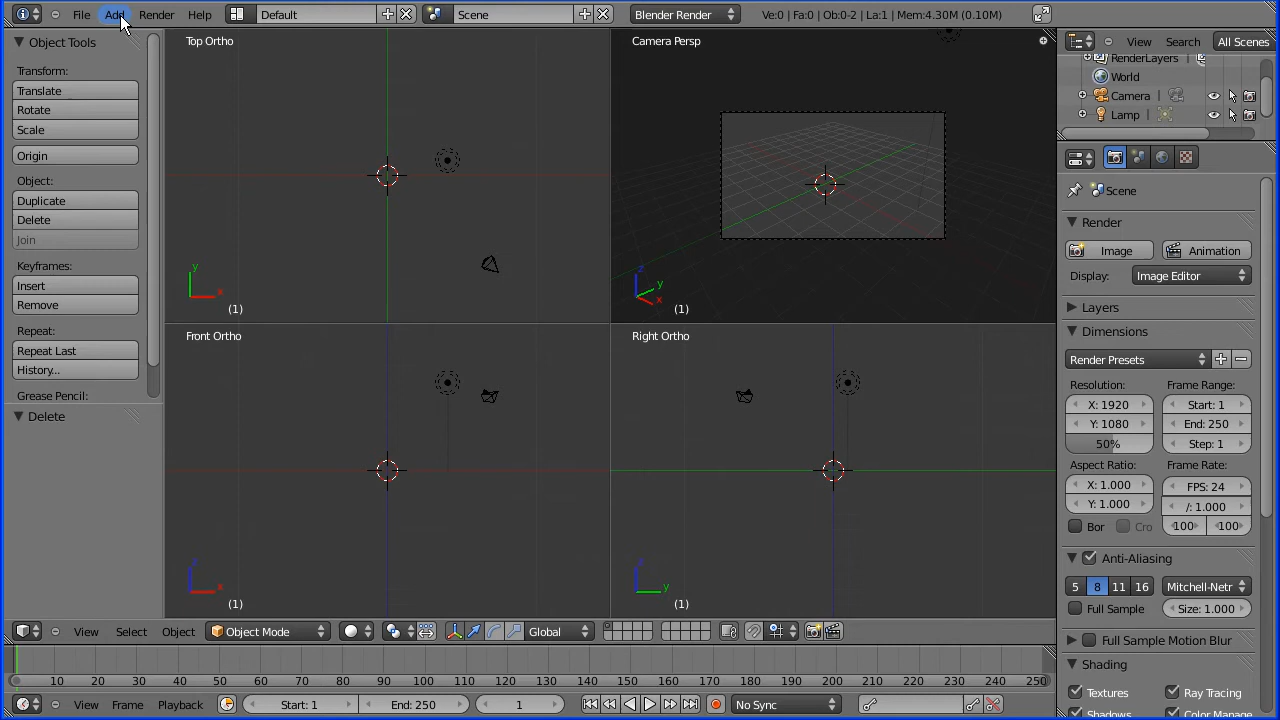 File Add Render Help Default Scene Blender Render Ve:0 | Fa:0 | Ob:0-2 | La:1 | Mem:4.30M (0.10M)
Object Tools
Transform:
Translate
Rotate
Scale
Origin
Object:
Duplicate
Delete
Join
Keyframes:
Insert
Remove
Repeat:
Repeat Last
History...
Grease Pencil:
Delete
Top Ortho
y
x
(1)
Camera Persp
z
y
x
(1)
Front Ortho
z
x
(1)
Right Ortho
z
y
(1)
View Select Object Object Mode Global
10 20 30 40 50 60 70 80 90 100 110 120 130 140 150 160 170 180 190 200 210 220 230 240 250
View Frame Playback Start: 1 End: 250 1 No Sync
View Search All Scenes
RenderLayers
World
Camera
Lamp
Scene
Render
Image Animation
Display: Image Editor
Layers
Dimensions
Render Presets
Resolution: Frame Range:
X: 1920 Start: 1
Y: 1080 End: 250
50% Step: 1
Aspect Ratio: Frame Rate:
X: 1.000 FPS: 24
Y: 1.000 /: 1.000
Bor Cro 100 100
Anti-Aliasing
5 8 11 16 Mitchell-Netr
Full Sample Size: 1.000
Full Sample Motion Blur
Shading
Textures Ray Tracing
Shadows Color Manage